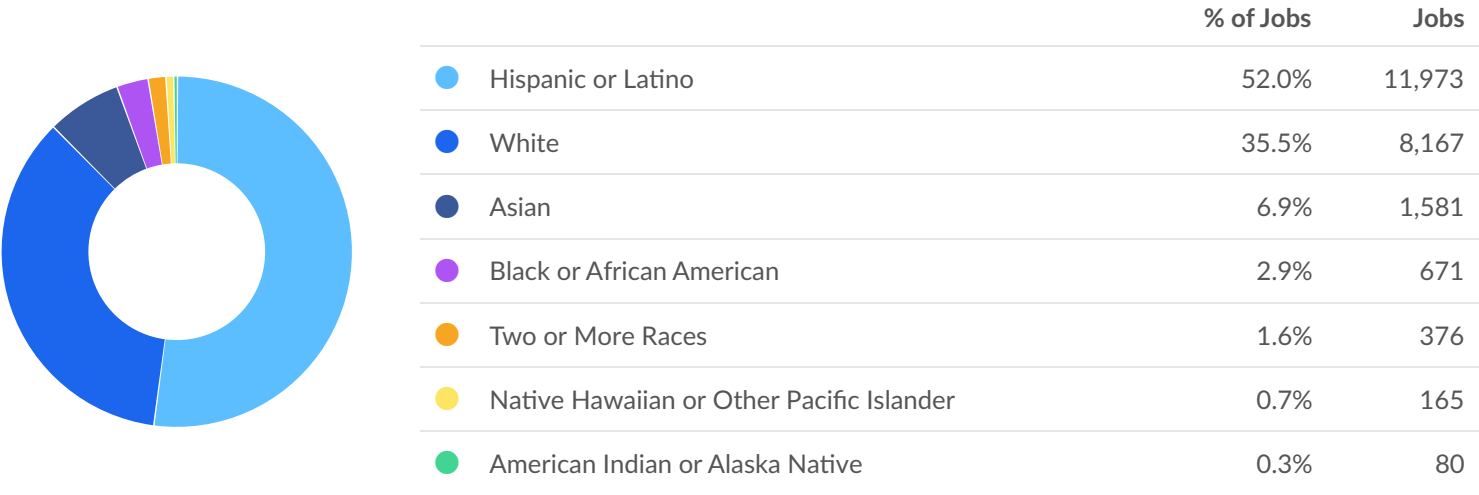 % of Jobs Jobs
Hispanic or Latino 52.0% 11,973
White 35.5% 8,167
Asian 6.9% 1,581
Black or African American 2.9% 671
Two or More Races 1.6% 376
Native Hawaiian or Other Pacific Islander 0.7% 165
American Indian or Alaska Native 0.3% 80